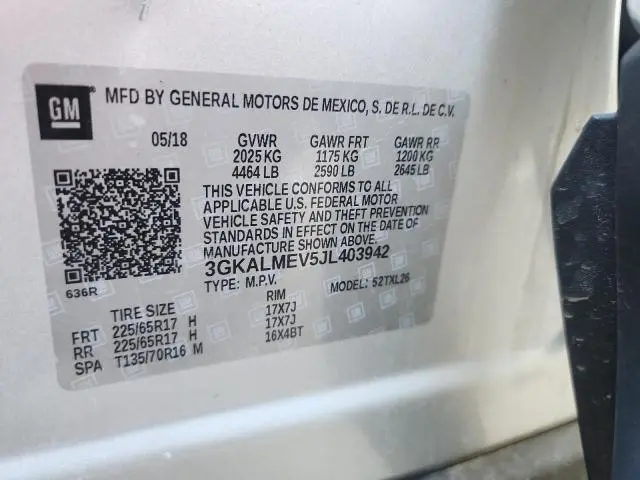 GM
MFD BY GENERAL MOTORS DE MEXICO, S. DE R.L. DE C.V.
05/18 GVWR GAWR FRT GAWR RR
2025 KG 1175 KG 1200 KG
4464 LB 2590 LB 2645 LB
THIS VEHICLE CONFORMS TO ALL
APPLICABLE U.S. FEDERAL MOTOR
VEHICLE SAFETY AND THEFT PREVENTION
STANDARDS IN EFFECT ON THE DATE OF
MANUFACTURE SHOWN ABOVE.
3GKALMEV5JL403942
636R TYPE: M.P.V. MODEL: 52TXL26
TIRE SIZE RIM
FRT 225/65R17 H 17X7J
RR 225/65R17 H 17X7J
SPA T135/70R16 M 16X4BT